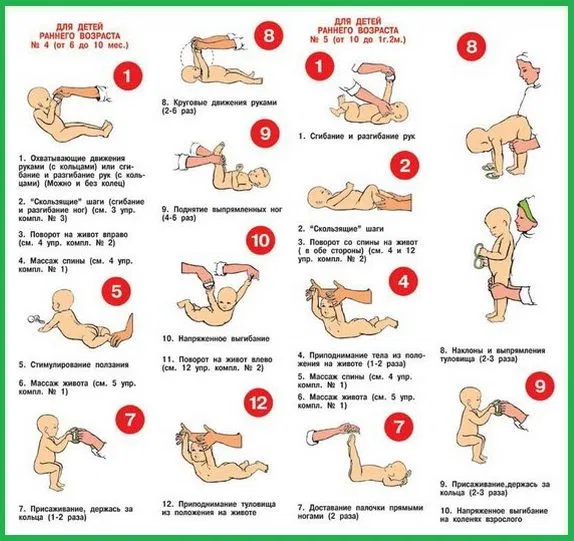 ДЛЯ ДЕТЕЙ
РАННЕГО ВОЗРАСТА
№ 4 (от 6 до 10 мес.)
1
1. Охватывающие движения
руками (с кольцами) или сги-
бание и разгибание рук (с коль-
цами) (Можно и без колец)
2. "Скользящие" шаги (сгибание
и разгибание ног) (см. 3 упр.
компл. № 3)
3. Поворот на живот вправо
(см. 4 упр. компл. № 2)
4. Массаж спины (см. 4 упр.
компл. № 1)
5
5. Стимулирование ползания
6. Массаж живота (см. 5 упр.
компл. № 1)
7
7. Присаживание, держась за
кольца (1-2 раз)
8
8. Круговые движения руками
(2-6 раз)
9
9. Поднятие выпрямленных ног
(4-6 раз)
10
10. Напряженное выгибание
11. Поворот на живот влево
(см. 12 упр. компл. № 2)
12
12. Приподнимание туловища
из положения на животе
ДЛЯ ДЕТЕЙ
РАННЕГО ВОЗРАСТА
№ 5 (от 10 до 1г.2м.)
1
1. Сгибание и разгибание рук
2
2. "Скользящие" шаги
3. Поворот со спины на живот
( в обе стороны) (см. 4 и 12
упр. компл. № 2)
4
4. Приподнимание тела из поло-
жения на животе (1-2 раза)
5. Массаж спины (см. 4 упр.
компл. № 1)
6. Массаж живота (см. 5 упр.
компл. № 1)
7
7. Доставание палочки прямыми
ногами (2 раза)
8
8. Наклоны и выпрямления
туловища (2-3 раза)
9
9. Присаживание,держась за
кольца (2-3 раза)
10. Напряженное выгибание
на коленях взрослого